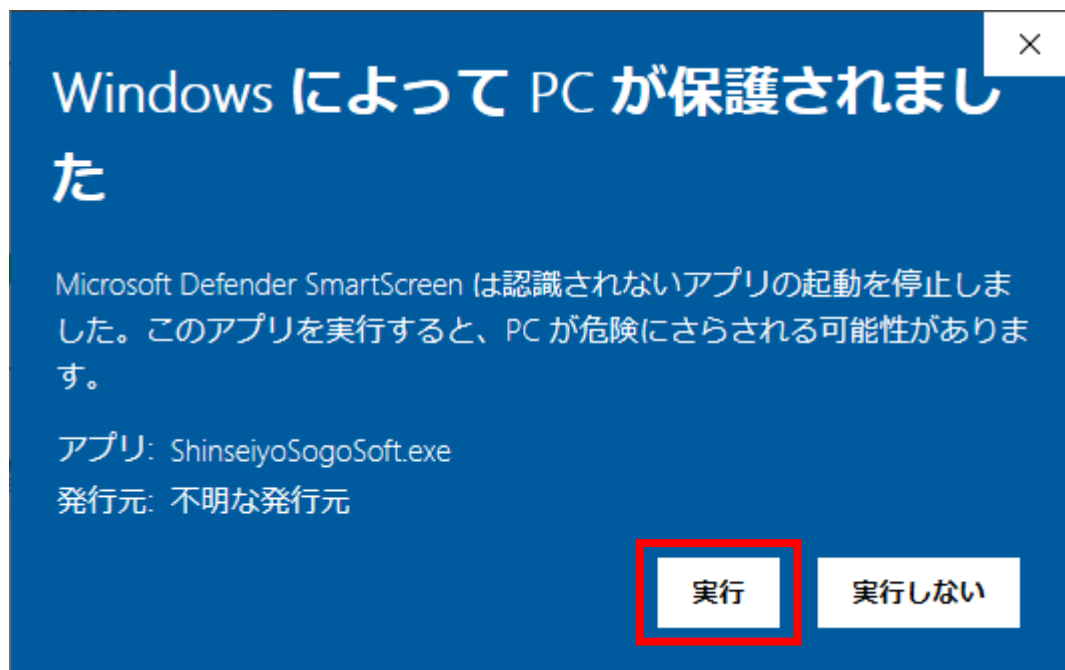 Windows によって PC が保護されまし
た
Microsoft Defender SmartScreen は認識されないアプリの起動を停止しま
した。このアプリを実行すると、PC が危険にさらされる可能性がありま
す。
アプリ: ShinseiyoSogoSoft.exe
発行元: 不明な発行元
実行 実行しない